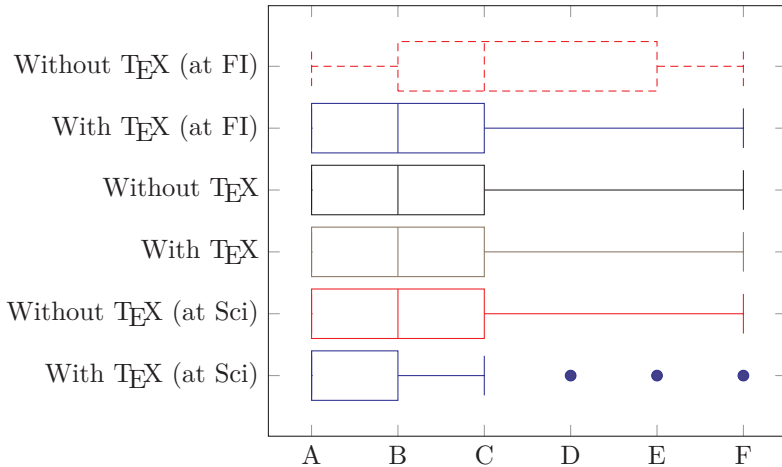 Without TEX (at FI)
With TEX (at FI)
Without TEX
With TEX
Without TEX (at Sci)
With TEX (at Sci)
A B C D E F